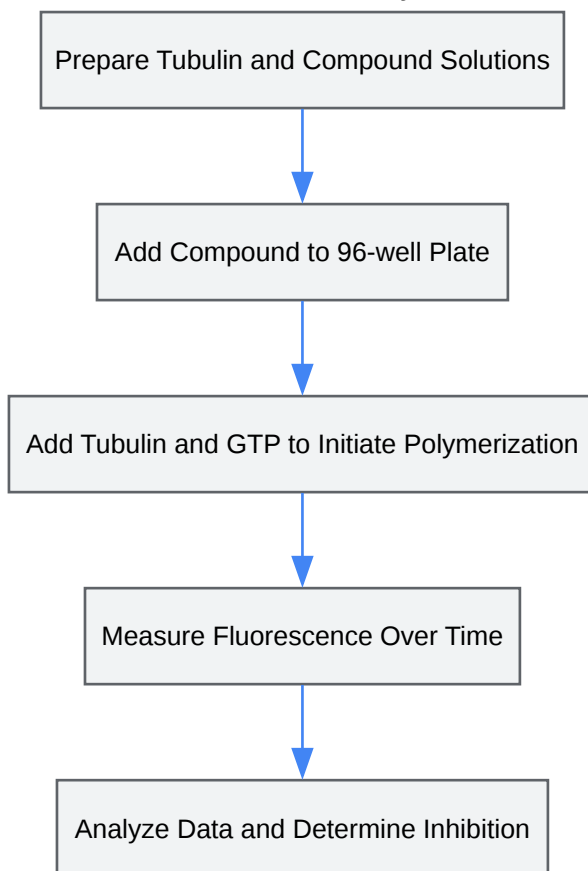 Prepare Tubulin and Compound Solutions
Add Compound to 96-well Plate
Add Tubulin and GTP to Initiate Polymerization
Measure Fluorescence Over Time
Analyze Data and Determine Inhibition